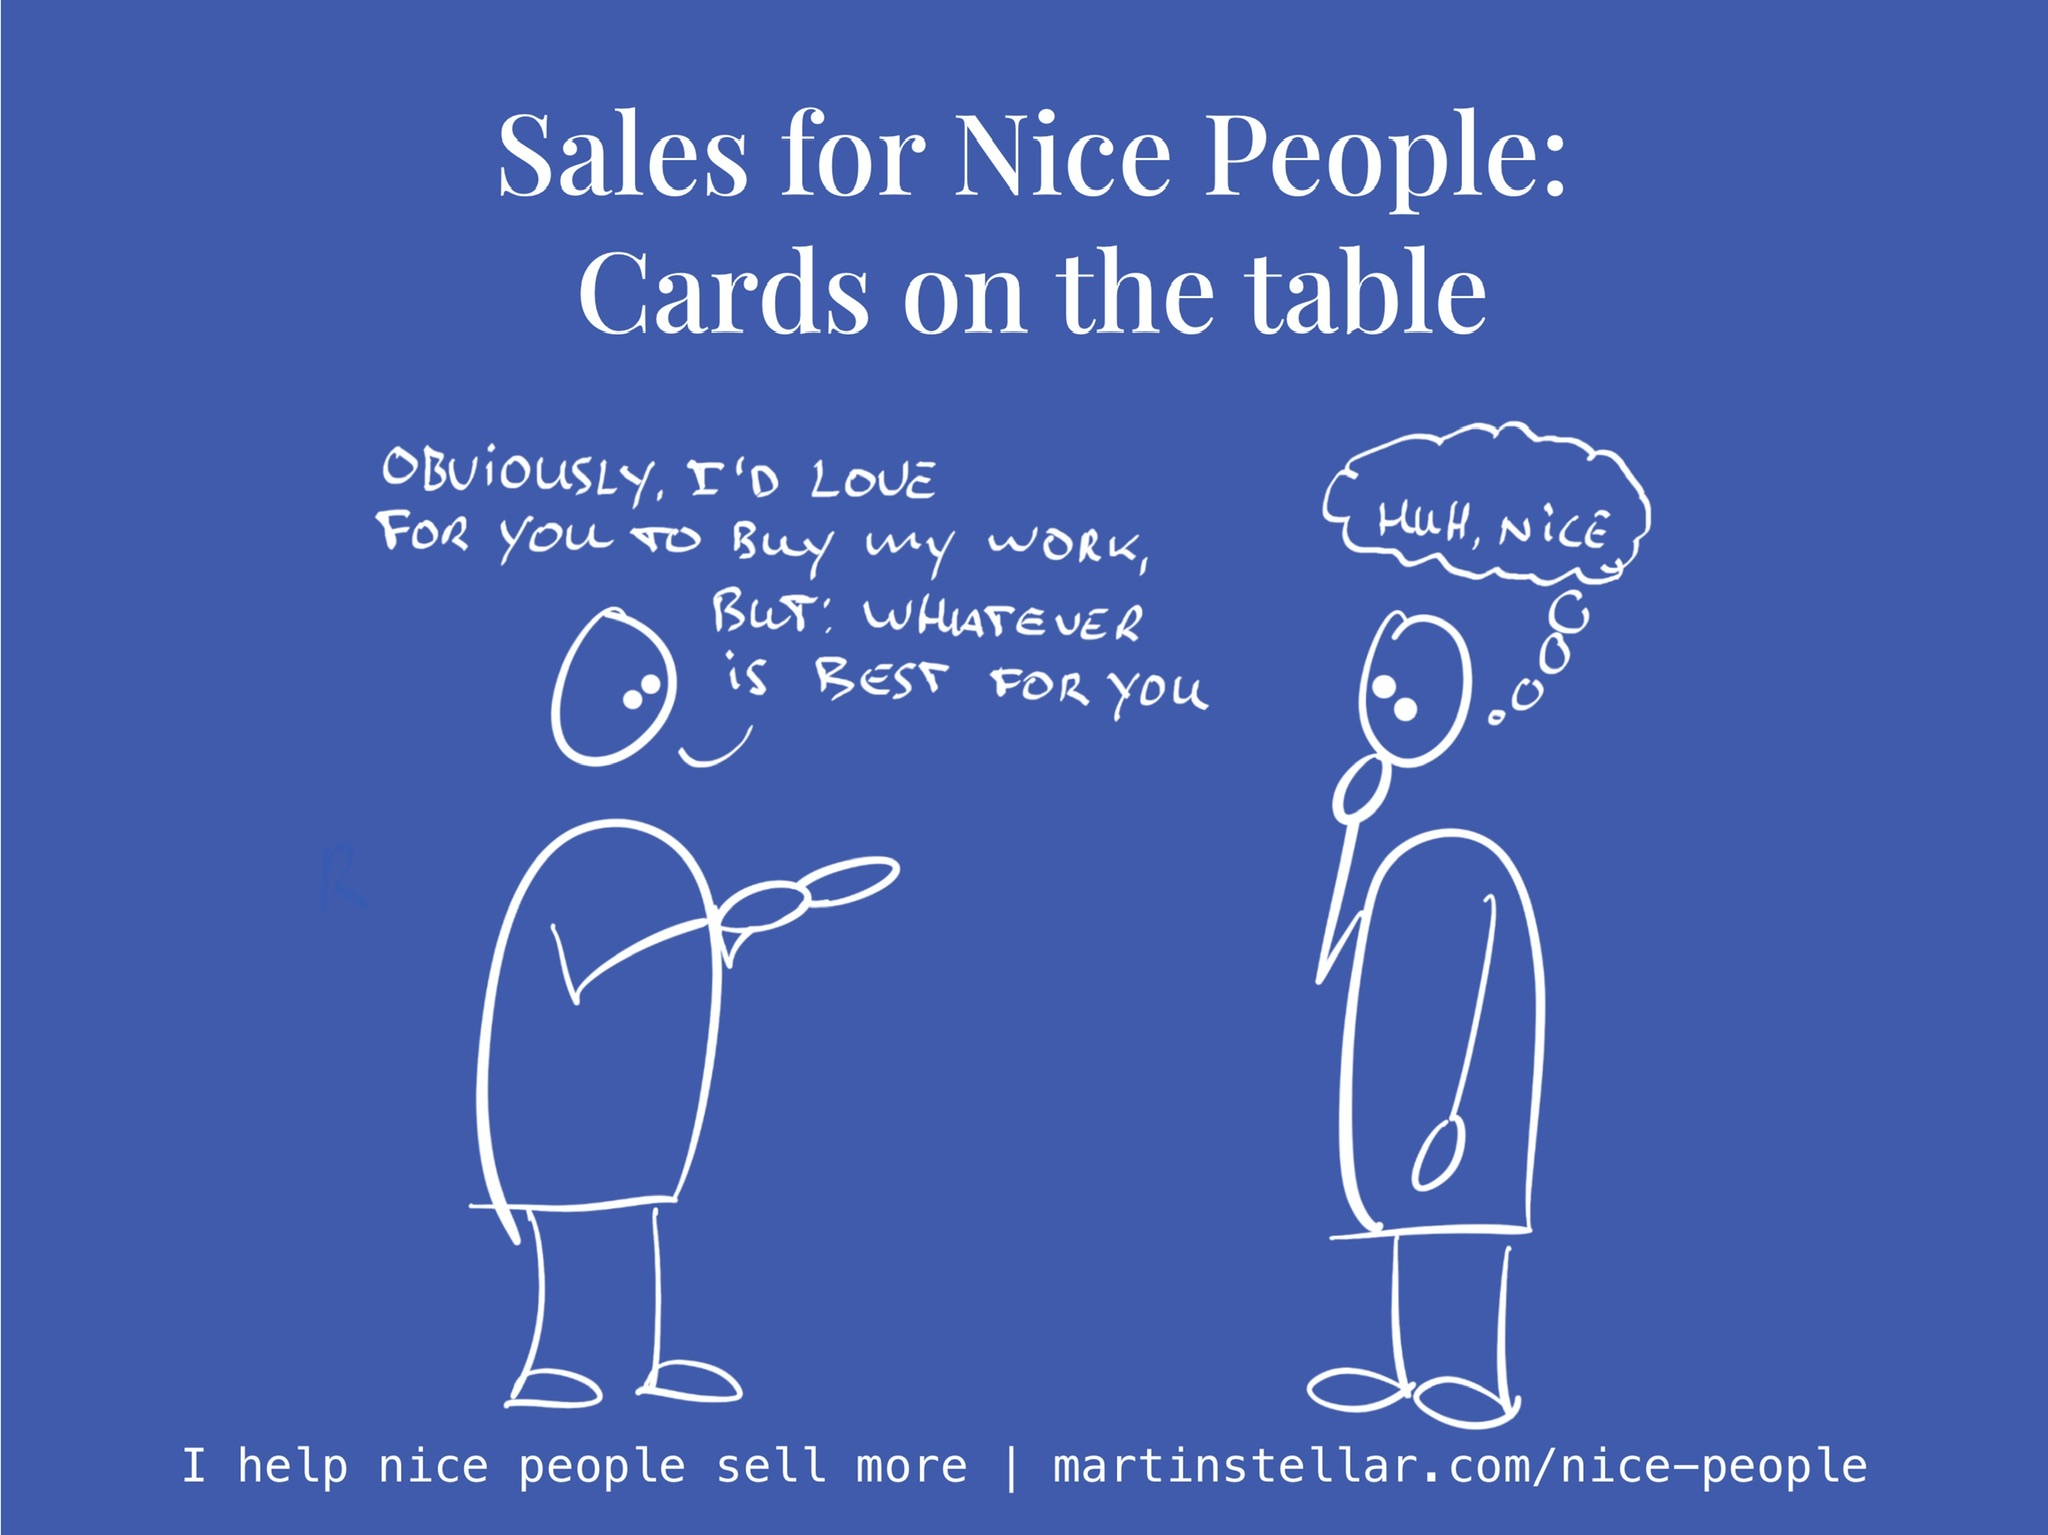 Sales for Nice People:
Cards on the table
OBViOUSLY, I'D LOVE
FOR YOU TO BUY MY WORK,
BUT: WHATEVER
iS BEST FOR YOU
HUH, NiCE
R
I help nice people sell more | martinstellar.com/nice-people